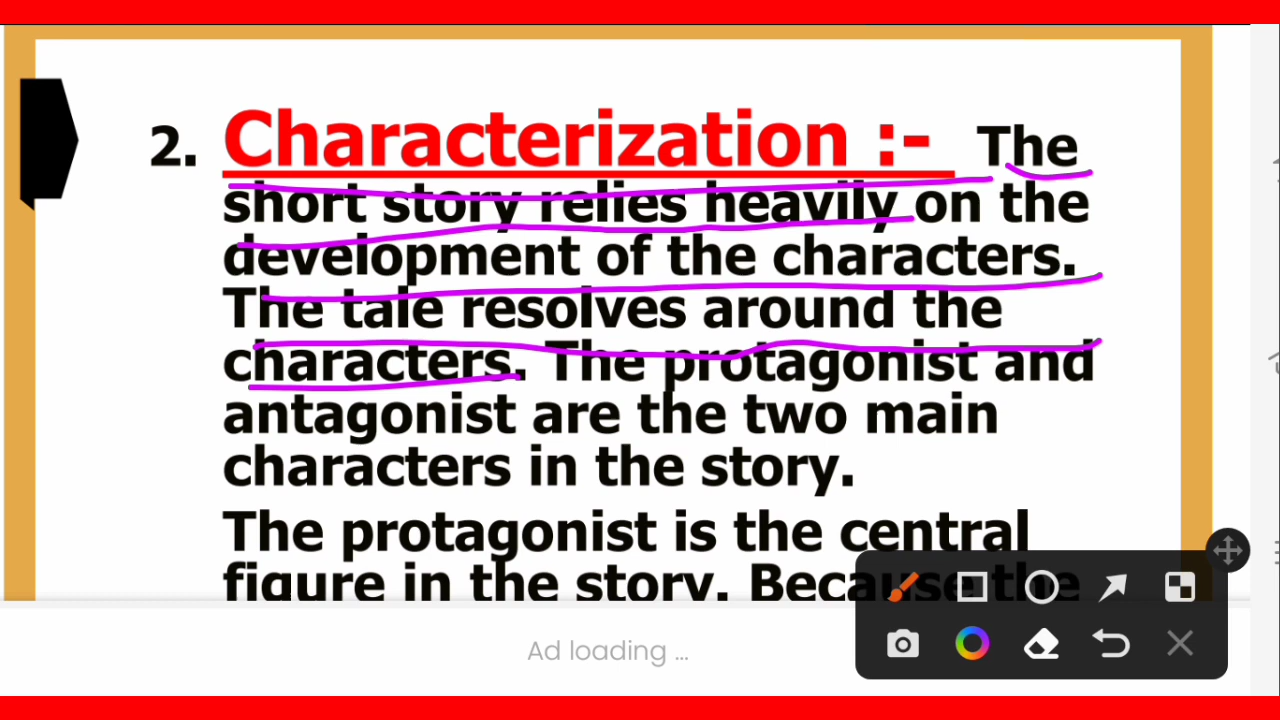 2. Characterization :- The
short story relies heavily on the
development of the characters.
The tale resolves around the
characters. The protagonist and
antagonist are the two main
characters in the story.
The protagonist is the central
figure in the story. Because the
Ad loading ...